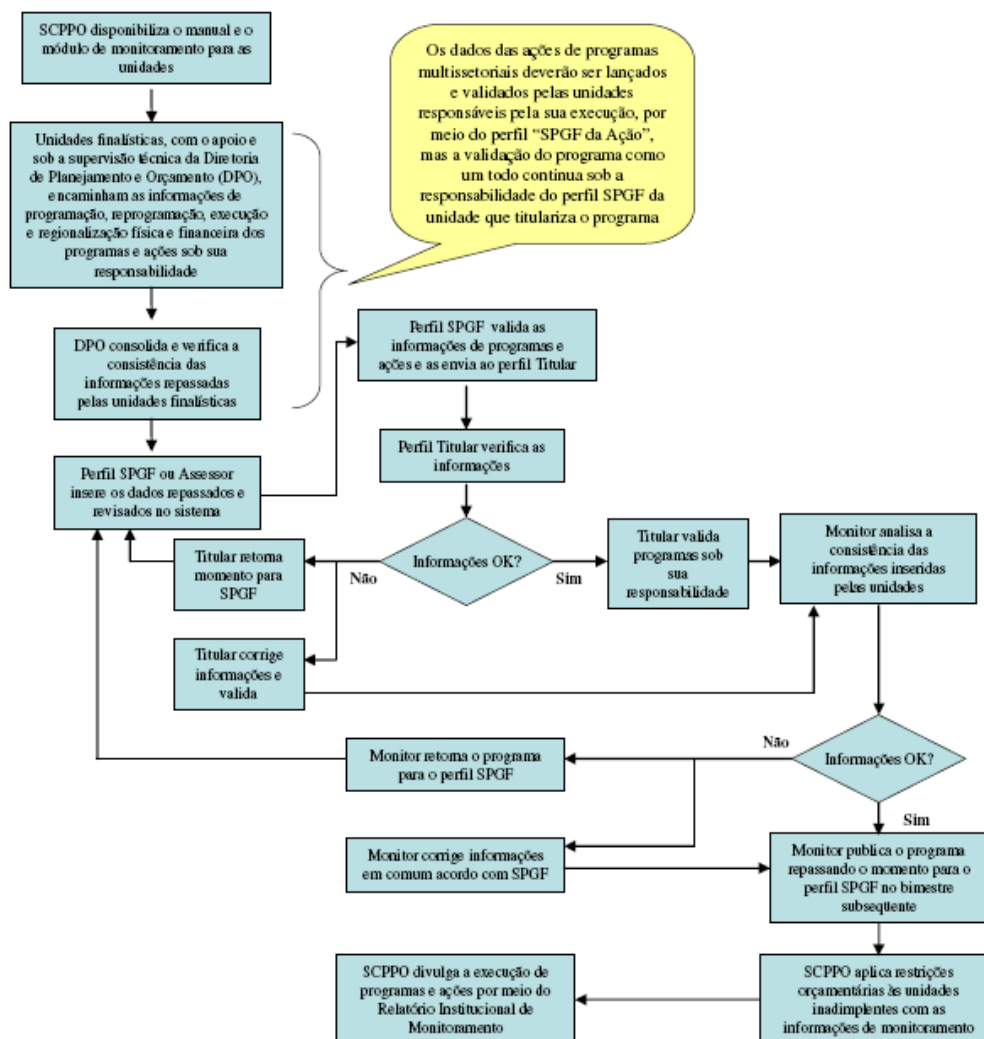 SCPPO disponibiliza o manual e o
módulo de monitoramento para as
unidades
Os dados das ações de programas
multissetoriais deverão ser lançados
e validados pelas unidades
responsáveis pela sua execução, por
meio do perfil “SPGF da Ação”,
mas a validação do programa como
um todo continua sob a
responsabilidade do perfil SPGF da
unidade que titulariza o programa
Unidades finalísticas, com o apoio e
sob a supervisão técnica da Diretoria
de Planejamento e Orçamento (DPO),
encaminham as informações de
programação, reprogramação, execução
e regionalização física e financeira dos
programas e ações sob sua
responsabilidade
DPO consolida e verifica a
consistência das
informações repassadas
pelas unidades finalísticas
Perfil SPGF ou Assessor
insere os dados repassados e
revisados no sistema
Perfil SPGF valida as
informações de programas e
ações e as envia ao perfil Titular
Perfil Titular verifica as
informações
Informações OK?
Não
Sim
Titular retorna
momento para
SPGF
Titular corrige
informações e
valida
Titular valida
programas sob
sua
responsabilidade
Monitor analisa a
consistência das
informações inseridas
pelas unidades
Informações OK?
Não
Sim
Monitor retorna o programa
para o perfil SPGF
Monitor corrige informações
em comum acordo com SPGF
Monitor publica o programa
repassando o momento para o
perfil SPGF no bimestre
subseqüente
SCPPO aplica restrições
orçamentárias às unidades
inadimplentes com as
informações de monitoramento
SCPPO divulga a execução de
programas e ações por meio do
Relatório Institucional de
Monitoramento